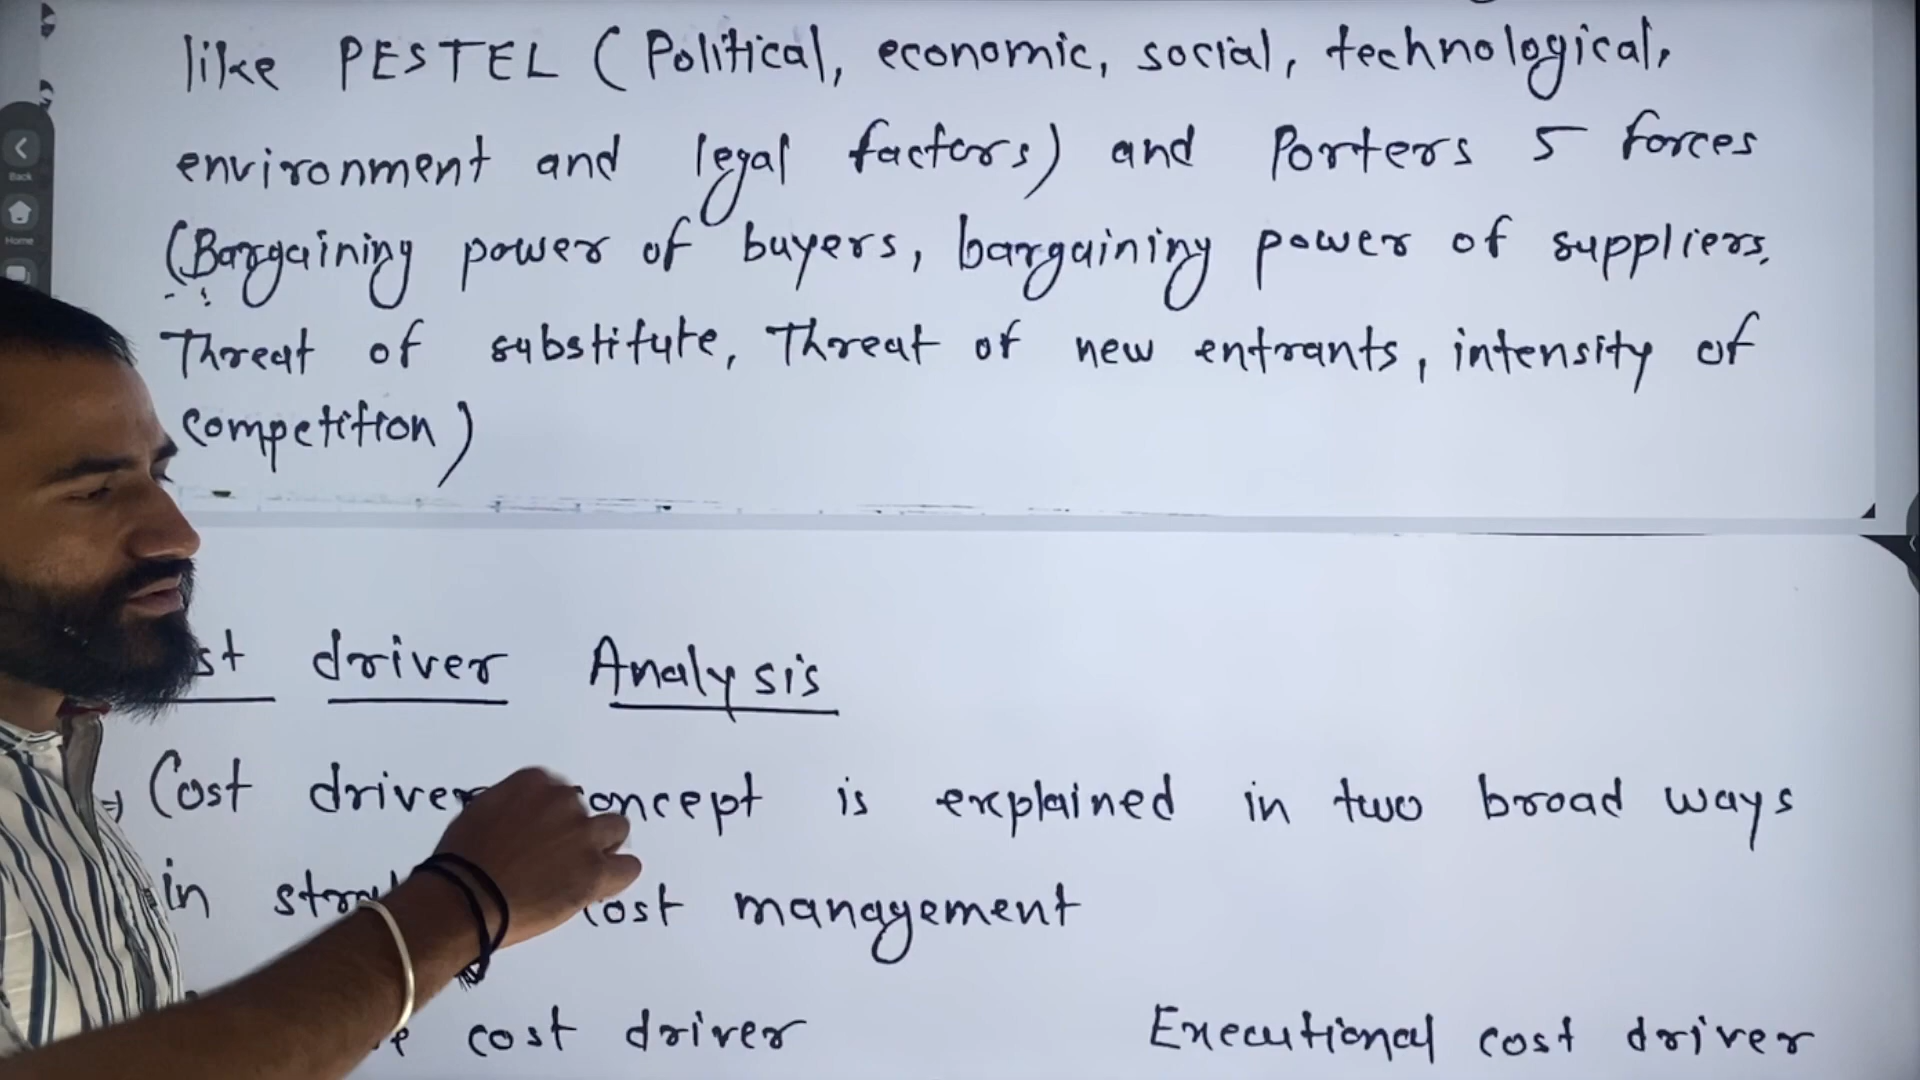 like PESTEL (Political, economic, social, technological,
environment and legal factors) and Porters 5 forces
(Bargaining power of buyers, bargaining power of suppliers,
Threat of substitute, Threat of new entrants, intensity of
competition)
driver Analysis
Cost driver concept is explained in two broad ways
in cost management
cost driver Executional cost driver
Back
Home